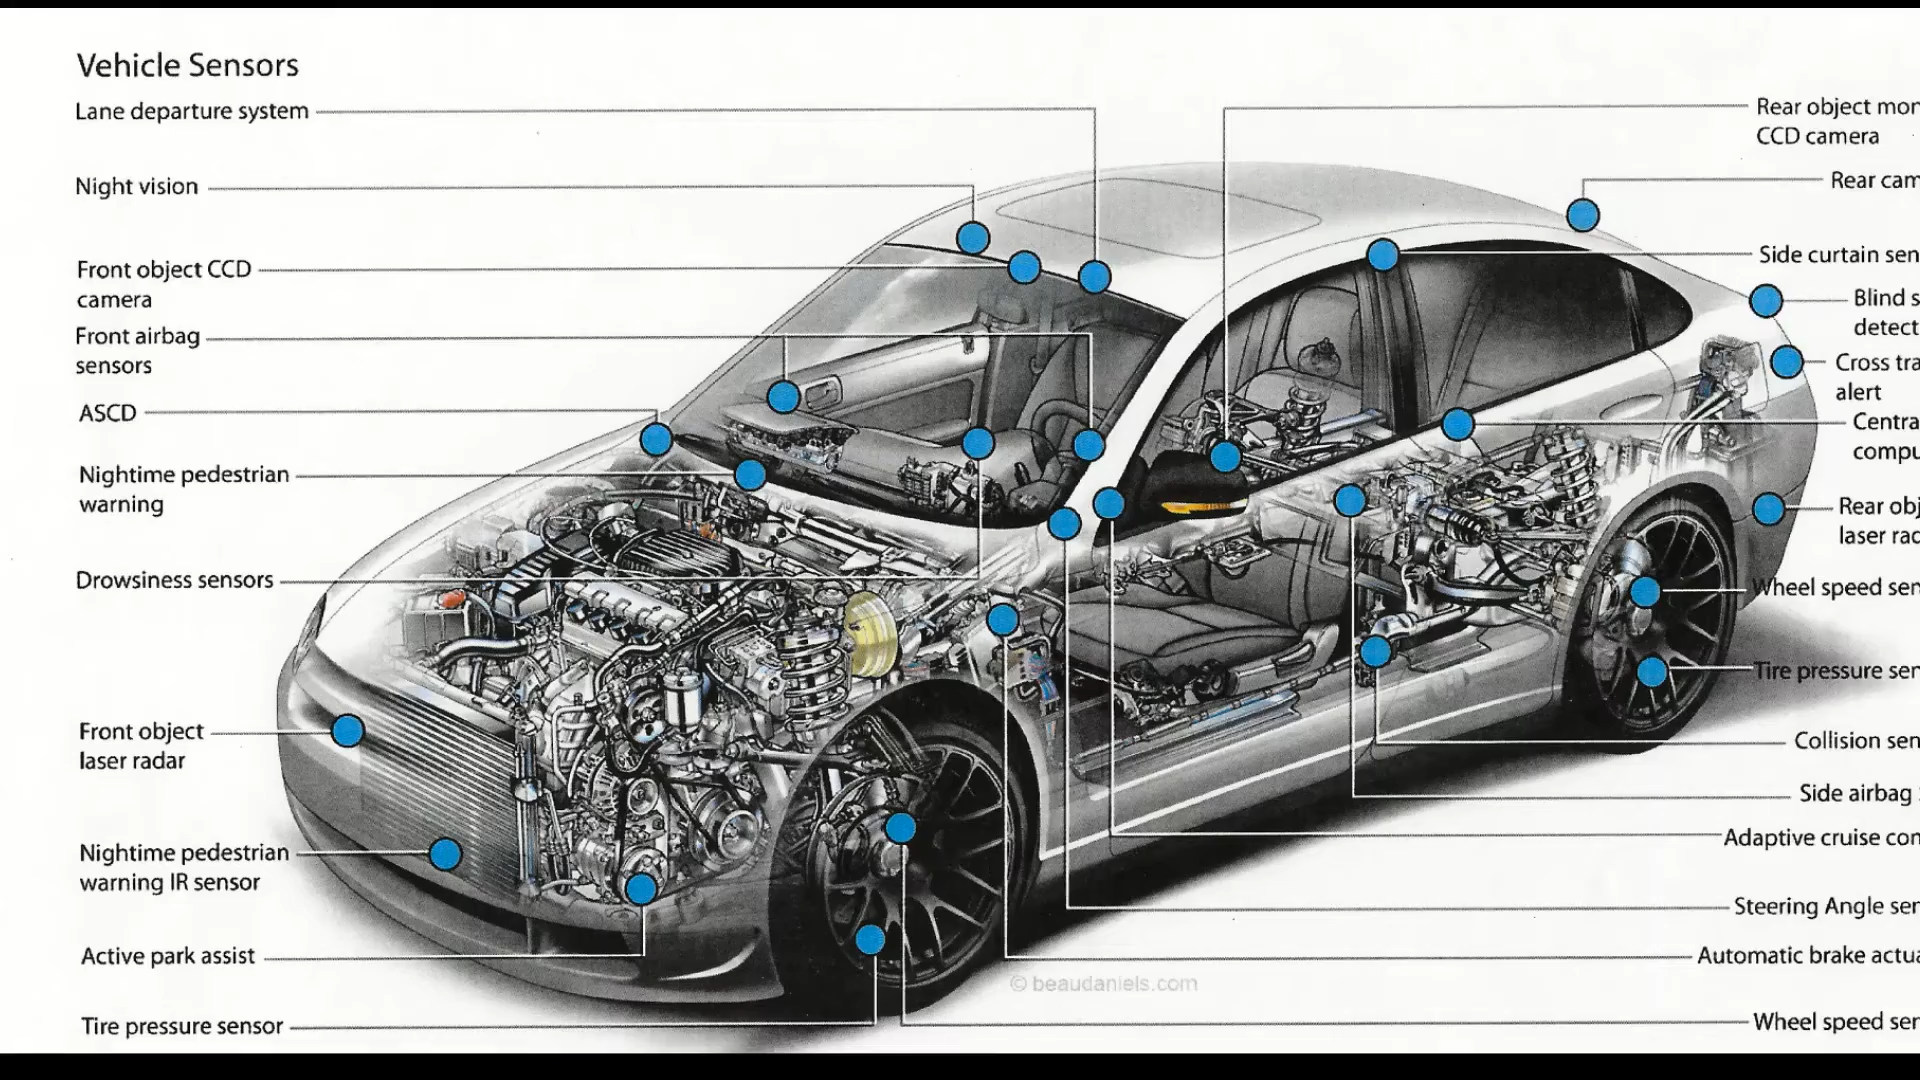 Vehicle Sensors
Lane departure system
Night vision
Front object CCD
camera
Front airbag
sensors
ASCD
Nightime pedestrian
warning
Drowsiness sensors
Front object
laser radar
Nightime pedestrian
warning IR sensor
Active park assist
Tire pressure sensor
Rear object mon
CCD camera
Rear cam
Side curtain sen
Blind s
detect
Cross tra
alert
Centra
compu
Rear obj
laser rad
Wheel speed sen
Tire pressure sen
Collision sen
Side airbag
Adaptive cruise con
Steering Angle sen
Automatic brake actua
Wheel speed sen
© beaudaniels.com